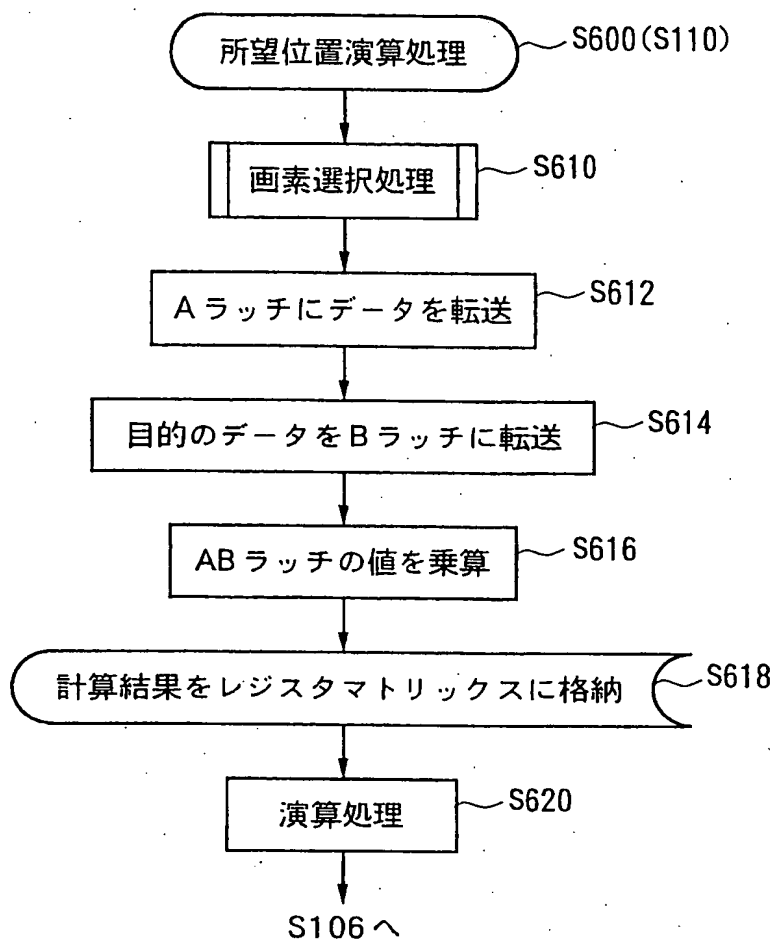 所望位置演算処理
S600(S110)
画素選択処理
S610
Aラッチにデータを転送
S612
目的のデータをBラッチに転送
S614
ABラッチの値を乗算
S616
計算結果をレジスタマトリックスに格納
S618
演算処理
S620
S106へ